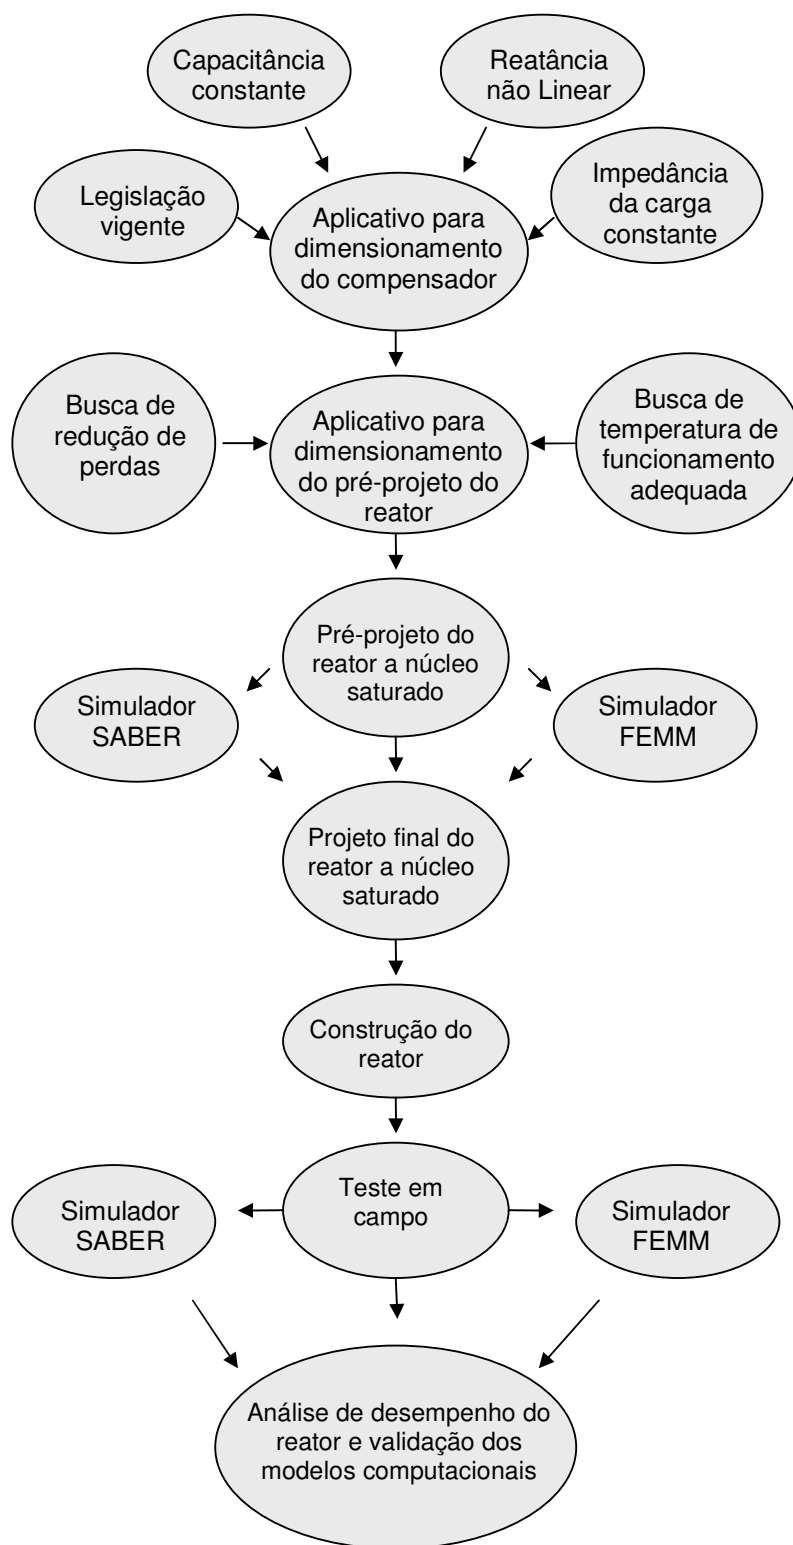 Capacitância
constante
Reatância
não Linear
Legislação
vigente
Aplicativo para
dimensionamento
do compensador
Impedância
da carga
constante
Busca de
redução de
perdas
Aplicativo para
dimensionamento
do pré-projeto do
reator
Busca de
temperatura de
funcionamento
adequada
Pré-projeto do
reator a núcleo
saturado
Simulador
SABER
Simulador
FEMM
Projeto final do
reator a núcleo
saturado
Construção do
reator
Teste em
campo
Simulador
SABER
Simulador
FEMM
Análise de desempenho do
reator e validação dos
modelos computacionais